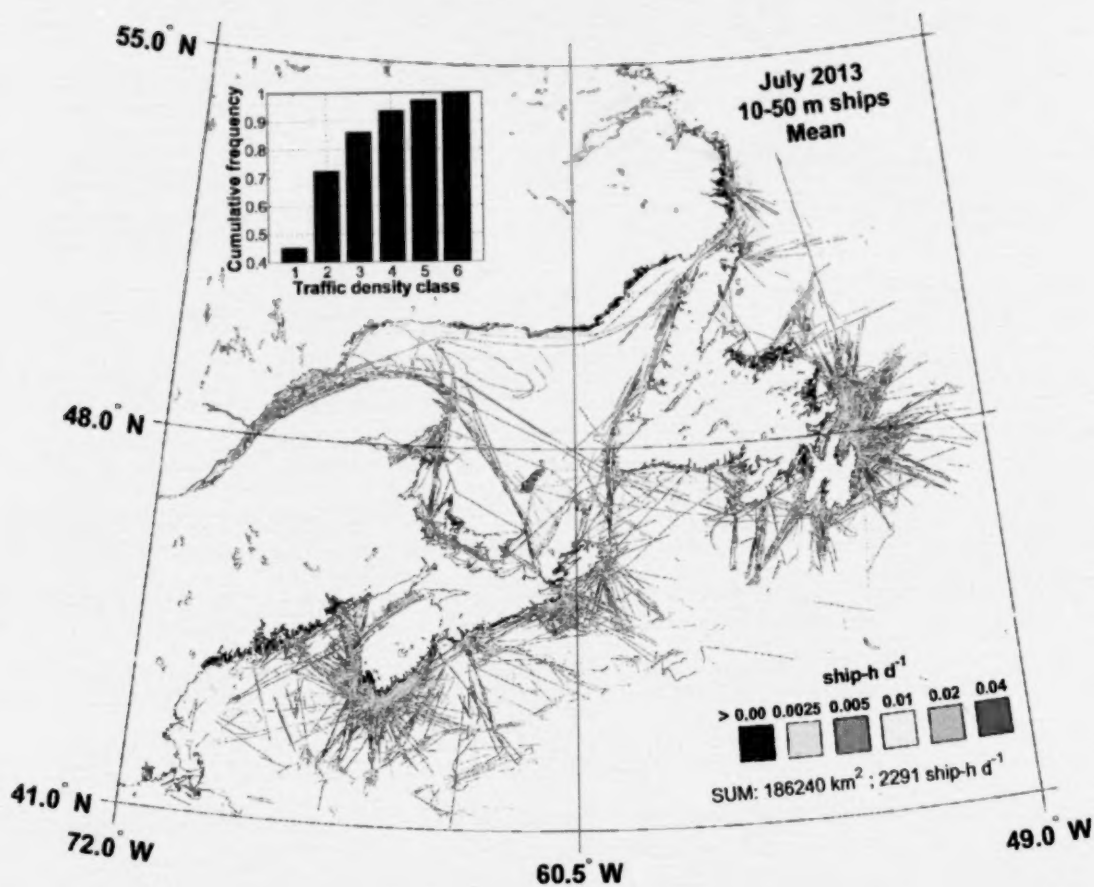 55.0° N
July 2013
10-50 m ships
Mean
Cumulative frequency
1
0.9
0.8
0.7
0.6
0.5
0.4
1 2 3 4 5 6
Traffic density class
48.0° N
ship-h d⁻¹
> 0.00 0.0025 0.005 0.01 0.02 0.04
SUM: 186240 km² ; 2291 ship-h d⁻¹
41.0° N
72.0° W
60.5° W
49.0° W